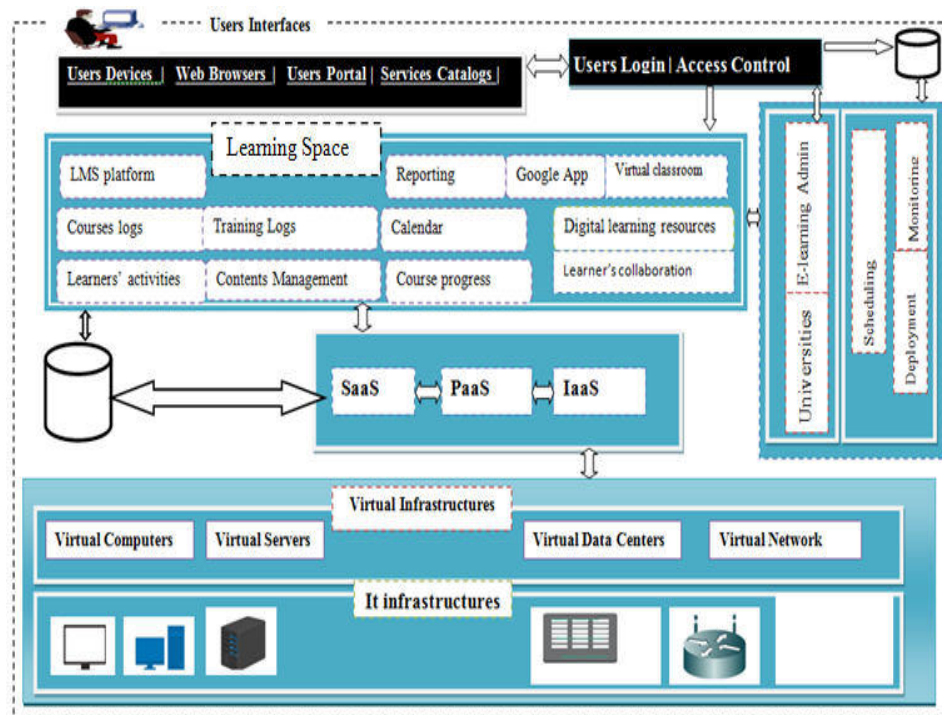 Users Interfaces
Users Devices | Web Browsers | Users Portal | Services Catalogs |
Users Login | Access Control
Learning Space
LMS platform
Reporting
Google App
Virtual classroom
Courses logs
Training Logs
Calendar
Digital learning resources
Learners' activities
Contents Management
Course progress
Learner's collaboration
E-learning Admin
Universities
Scheduling
Monitoring
Deployment
SaaS
PaaS
IaaS
Virtual Infrastructures
Virtual Computers
Virtual Servers
Virtual Data Centers
Virtual Network
It infrastructures